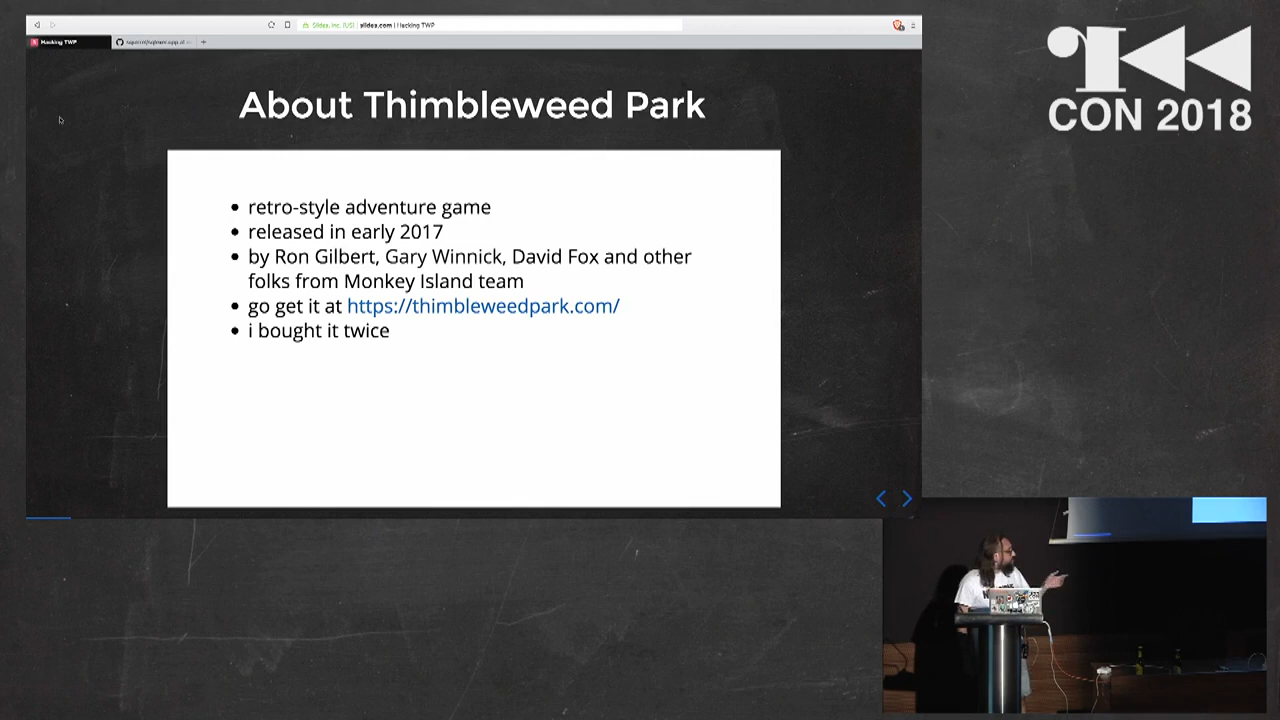 Slides, Inc. [US] | slides.com | Hacking TWP
Hacking TWP
About Thimbleweed Park
retro-style adventure game
released in early 2017
by Ron Gilbert, Gary Winnick, David Fox and other
folks from Monkey Island team
go get it at https://thimbleweedpark.com/
i bought it twice
CON 2018